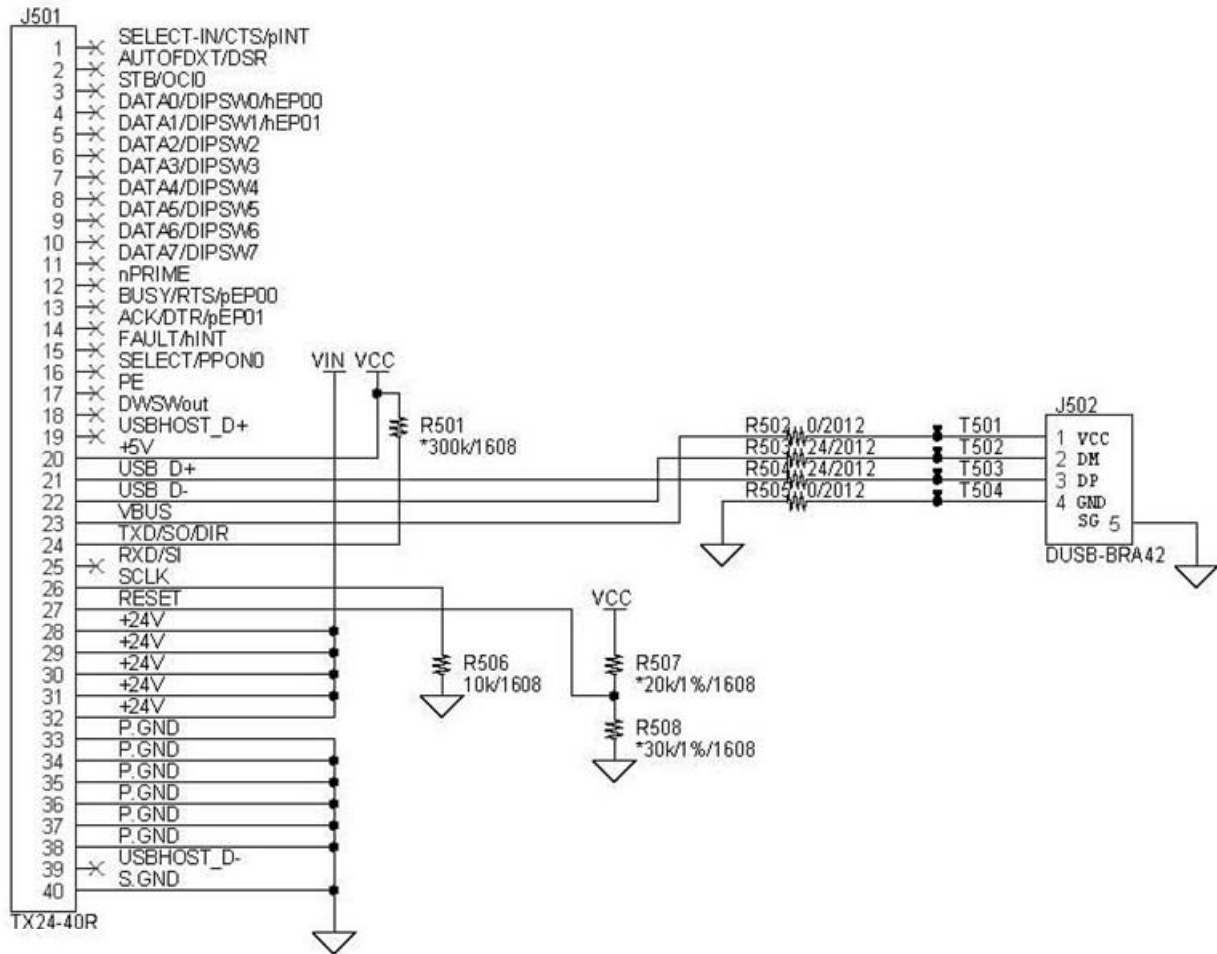 J501
1 SELECT-IN/CTS/pINT
2 AUTOFDXT/DSR
3 STB/OCI0
4 DATA0/DIPSW0/hEP00
5 DATA1/DIPSW1/hEP01
6 DATA2/DIPSW2
7 DATA3/DIPSW3
8 DATA4/DIPSW4
9 DATA5/DIPSW5
10 DATA6/DIPSW6
11 DATA7/DIPSW7
12 nPRIME
13 BUSY/RTS/pEP00
14 ACK/DTR/pEP01
15 FAULT/hINT
16 SELECT/PPON0
17 PE
18 DWSWout
19 USBHOST_D+
20 +5V
21 USB_D+
22 USB_D-
23 VBUS
24 TXD/SO/DIR
25 RXD/SI
26 SCLK
27 RESET
28 +24V
29 +24V
30 +24V
31 +24V
32 +24V
33 P.GND
34 P.GND
35 P.GND
36 P.GND
37 P.GND
38 P.GND
39 USBHOST_D-
40 S.GND
TX24-40R
VIN VCC
R501
*300k/1608
R502 0/2012 T501
R503 24/2012 T502
R504 24/2012 T503
R505 0/2012 T504
J502
1 VCC
2 DM
3 DP
4 GND
SG 5
DUSB-BRA42
R506
10k/1608
VCC
R507
*20k/1%/1608
R508
*30k/1%/1608